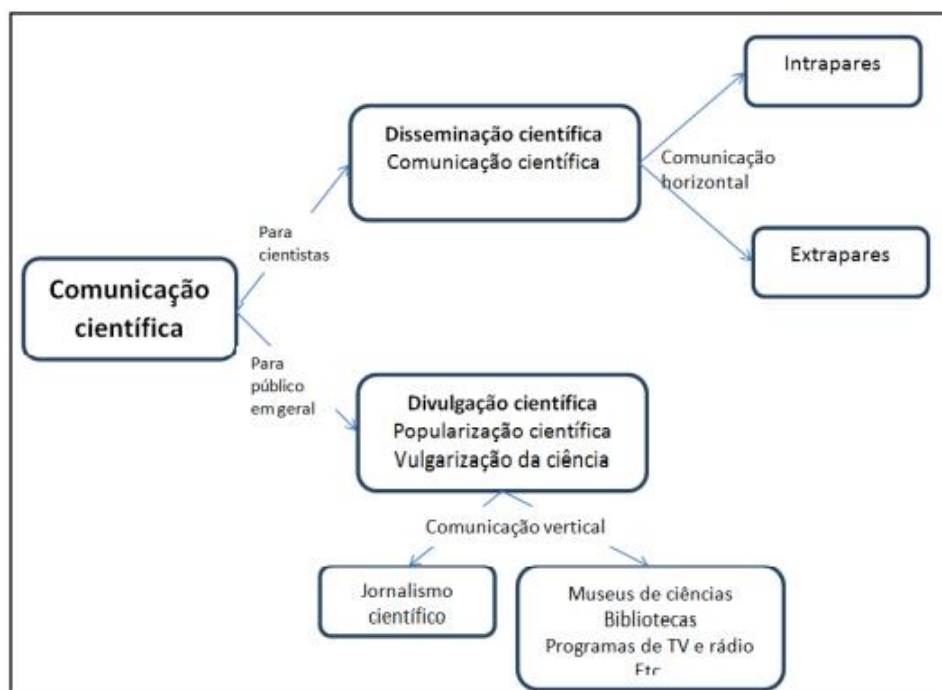 Intrapares
Disseminação científica
Comunicação científica
Comunicação
horizontal
Para
cientistas
Extrapares
Comunicação
científica
Para
público
em geral
Divulgação científica
Popularização científica
Vulgarização da ciência
Comunicação vertical
Jornalismo
científico
Museus de ciências
Bibliotecas
Programas de TV e rádio
Etc